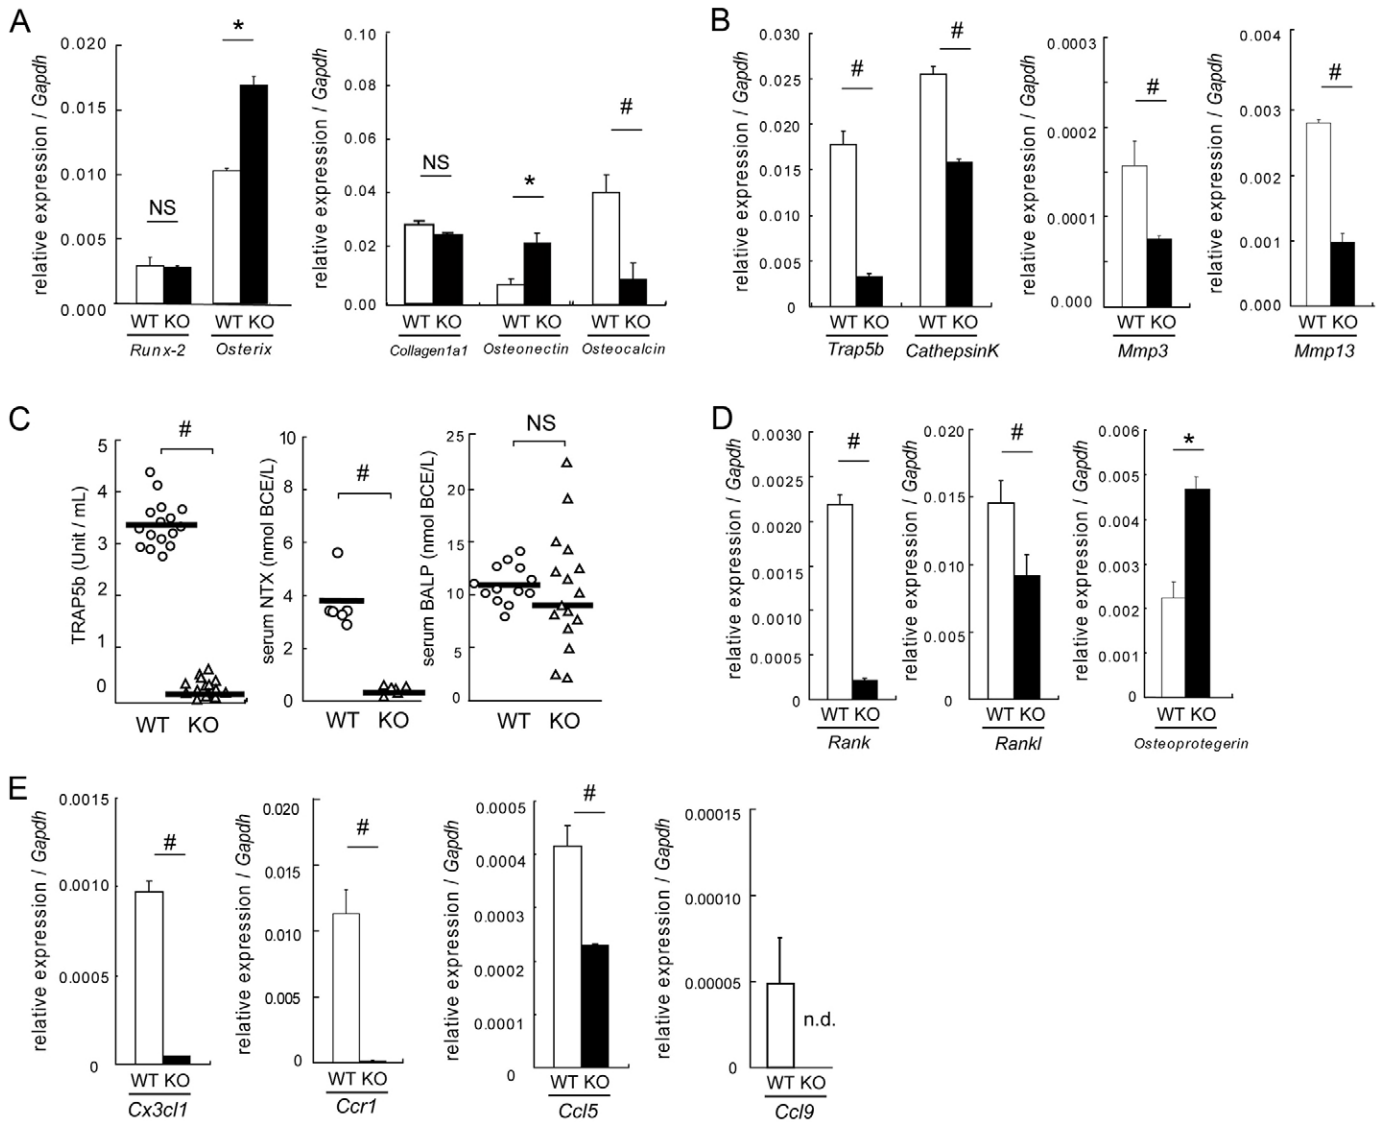 A
relative expression / Gapdh
0.020
0.015
0.010
0.005
0.000
NS
*
WT KO WT KO
Runx-2 Osterix
relative expression / Gapdh
0.10
0.08
0.06
0.04
0.02
0.00
NS
*
#
WT KO WT KO WT KO
Collagen1a1 Osteonectin Osteocalcin
B
relative expression / Gapdh
0.030
0.025
0.020
0.015
0.010
0.005
0
#
#
WT KO WT KO
Trap5b CathepsinK
relative expression / Gapdh
0.0003
0.0002
0.0001
0.000
#
WT KO
Mmp3
relative expression / Gapdh
0.004
0.003
0.002
0.001
0.000
#
WT KO
Mmp13
C
TRAP5b (Unit / mL)
5
4
3
2
1
0
#
WT KO
serum NTX (nmol BCE/L)
10
8
6
4
2
0
#
WT KO
serum BALP (nmol BCE/L)
25
20
15
10
5
0
NS
WT KO
D
relative expression / Gapdh
0.0030
0.0025
0.0020
0.0015
0.0010
0.0005
0
#
WT KO
Rank
relative expression / Gapdh
0.020
0.015
0.010
0.005
0
#
WT KO
Rankl
relative expression / Gapdh
0.006
0.005
0.004
0.003
0.002
0.001
0
*
WT KO
Osteoprotegerin
E
relative expression / Gapdh
0.0015
0.0010
0.0005
0
#
WT KO
Cx3cl1
relative expression / Gapdh
0.020
0.015
0.010
0.005
0
#
WT KO
Ccr1
relative expression / Gapdh
0.0005
0.0004
0.0003
0.0002
0.0001
0
#
WT KO
Ccl5
relative expression / Gapdh
0.00015
0.00010
0.00005
0
n.d.
WT KO
Ccl9